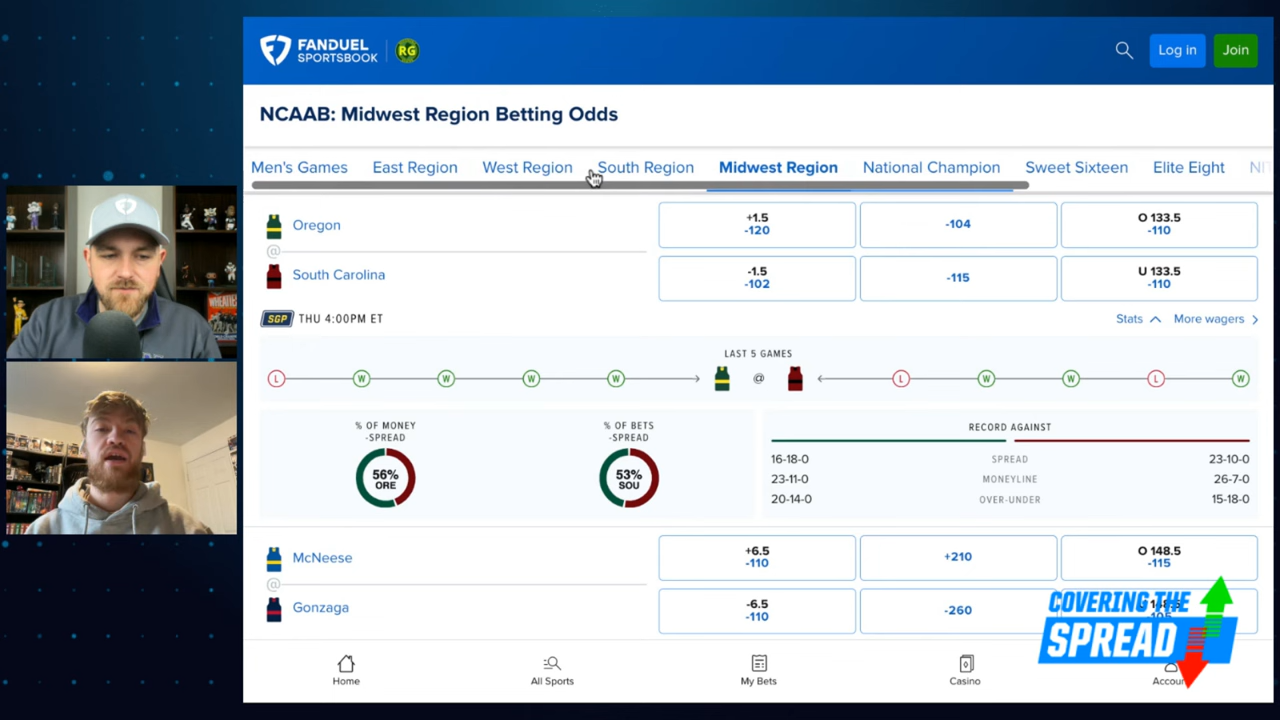 FANDUEL
SPORTSBOOK
RG
Log in
Join
NCAAB: Midwest Region Betting Odds
Men's Games East Region West Region South Region Midwest Region National Champion Sweet Sixteen Elite Eight
Oregon
+1.5
-120
-104
O 133.5
-110
@
South Carolina
-1.5
-102
-115
U 133.5
-110
SGP THU 4:00PM ET
Stats More wagers
LAST 5 GAMES
L W W W W @ L W W L W
% OF MONEY
-SPREAD
56%
ORE
% OF BETS
-SPREAD
53%
SOU
RECORD AGAINST
16-18-0 SPREAD 23-10-0
23-11-0 MONEYLINE 26-7-0
20-14-0 OVER-UNDER 15-18-0
McNeese
+6.5
-110
+210
O 148.5
-115
@
Gonzaga
-6.5
-110
-260
COVERING THE
SPREAD
Home
All Sports
My Bets
Casino
WHEATIES